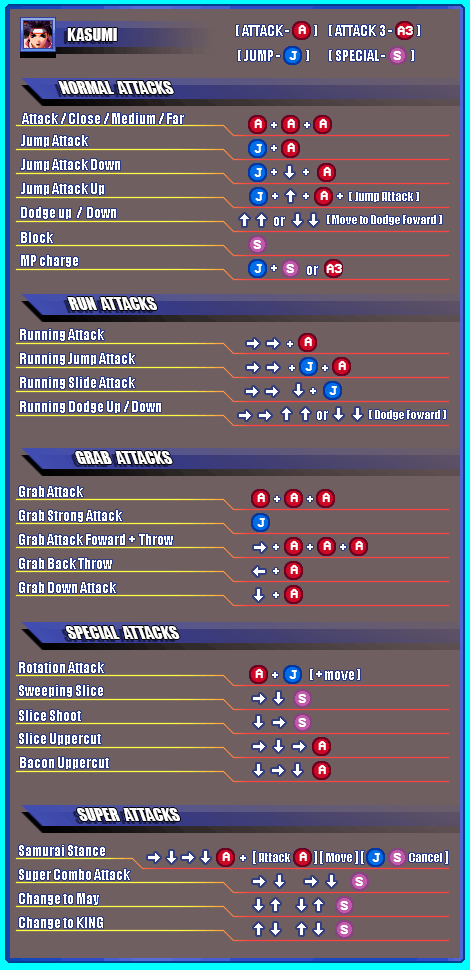 KASUMI [ ATTACK - A ] [ ATTACK 3 - A3 ]
[ JUMP - J ] [ SPECIAL - S ]
NORMAL ATTACKS
Attack / Close / Medium / Far A + A + A
Jump Attack J + A
Jump Attack Down J + ↓ + A
Jump Attack Up J + ↑ + A + [ Jump Attack ]
Dodge up / Down ↑ ↑ or ↓ ↓ [Move to Dodge Foward ]
Block S
MP charge J + S or A3
RUN ATTACKS
Running Attack → → + A
Running Jump Attack → → + J + A
Running Slide Attack → → ↓ + J
Running Dodge Up / Down → → ↑ ↑ or ↓ ↓ [ Dodge Foward ]
GRAB ATTACKS
Grab Attack A + A + A
Grab Strong Attack J
Grab Attack Foward + Throw → + A + A + A
Grab Back Throw ← + A
Grab Down Attack ↓ + A
SPECIAL ATTACKS
Rotation Attack A + J [ + move ]
Sweeping Slice → ↓ S
Slice Shoot ↓ → S
Slice Uppercut → ↓ → A
Bacon Uppercut ↓ → ↓ A
SUPER ATTACKS
Samurai Stance → ↓ → ↓ A + [ Attack A ] [ Move ] [ J S Cancel ]
Super Combo Attack → ↓ → ↓ S
Change to May ↓ ↑ ↓ ↑ S
Change to KING ↑ ↓ ↑ ↓ S